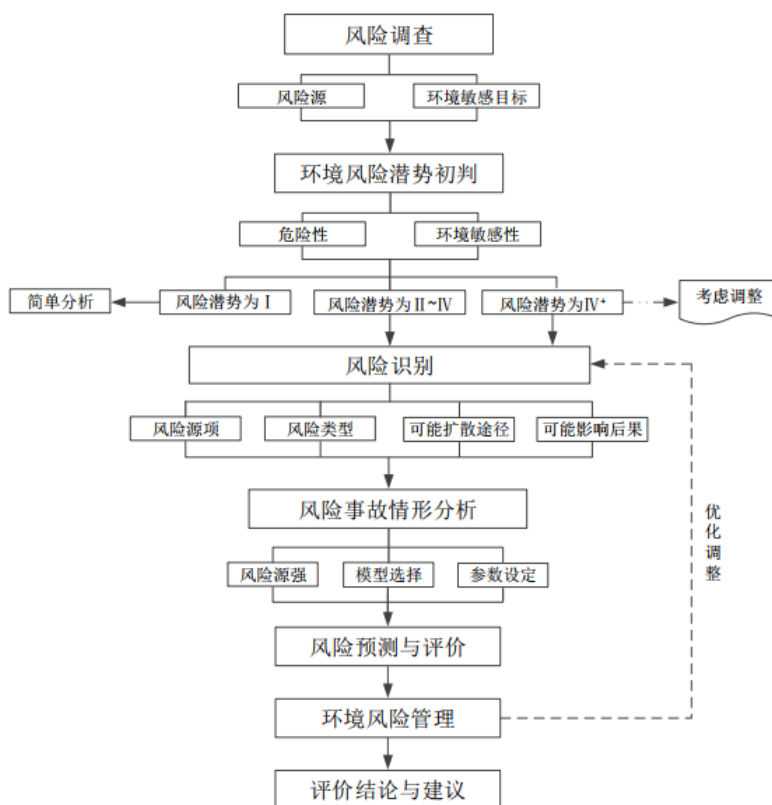 风险调查
风险源
环境敏感目标
环境风险潜势初判
危险性
环境敏感性
简单分析
风险潜势为Ⅰ
风险潜势为Ⅱ~Ⅳ
风险潜势为Ⅳ⁺
考虑调整
风险识别
风险源项
风险类型
可能扩散途径
可能影响后果
风险事故情形分析
优化调整
风险源强
模型选择
参数设定
风险预测与评价
环境风险管理
评价结论与建议